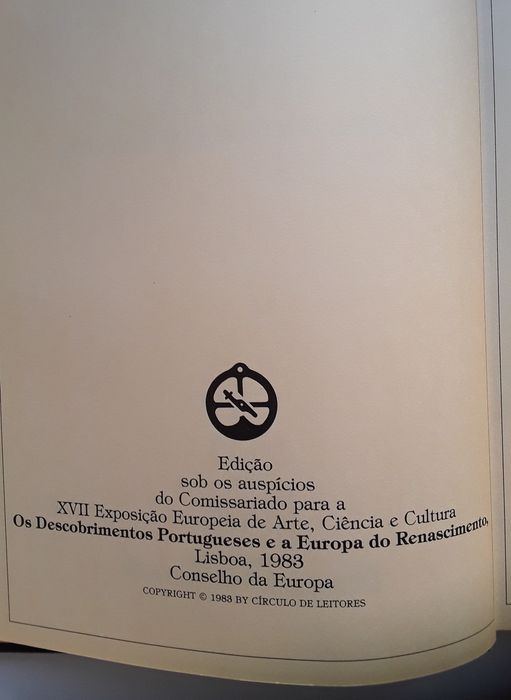 Edição
sob os auspícios
do Comissariado para a
XVII Exposição Europeia de Arte, Ciência e Cultura
Os Descobrimentos Portugueses e a Europa do Renascimento,
Lisboa, 1983
Conselho da Europa
COPYRIGHT © 1983 BY CÍRCULO DE LEITORES